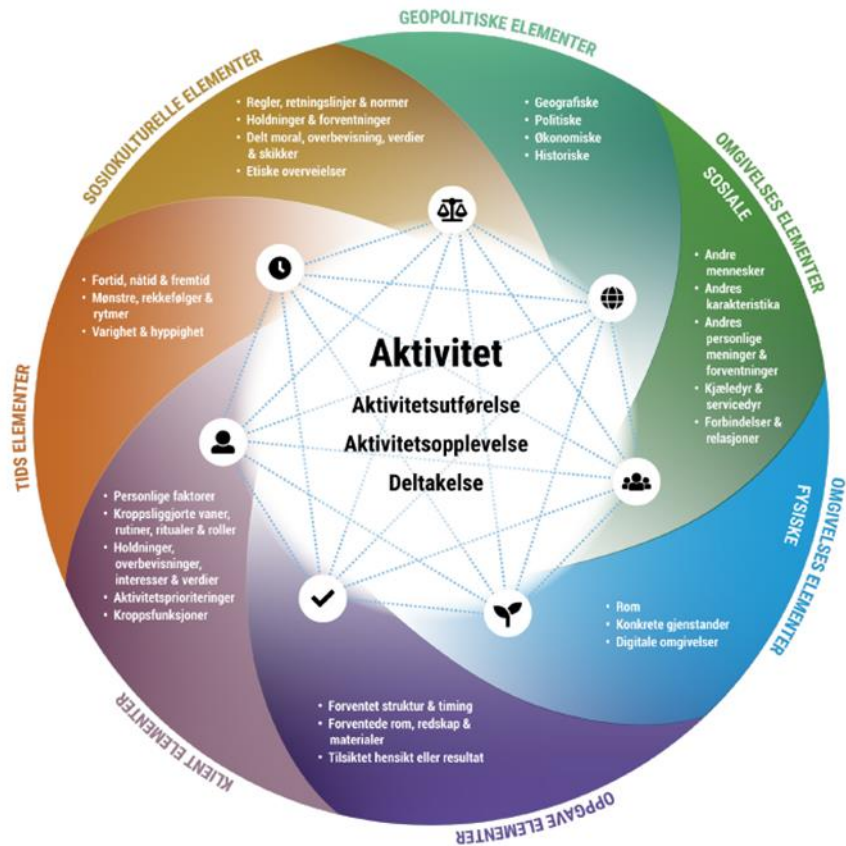 GEOPOLITISKE ELEMENTER
• Geografiske
• Politiske
• Økonomiske
• Historiske
OMGIVELSES ELEMENTER
SOSIALE
• Andre
mennesker
• Andres
karakteristika
• Andres
personlige
meninger &
forventninger
• Kjæledyr &
servicedyr
• Forbindelser &
relasjoner
OMGIVELSES ELEMENTER
FYSISKE
• Rom
• Konkrete gjenstander
• Digitale omgivelser
OPPGAVE ELEMENTER
• Forventet struktur & timing
• Forventede rom, redskap &
materialer
• Tilsiktet hensikt eller resultat
KLIENT ELEMENTER
• Personlige faktorer
• Kroppsliggjorte vaner,
rutiner, ritualer & roller
• Holdninger,
overbevisninger,
interesser & verdier
• Aktivitetsprioriteringer
• Kroppsfunksjoner
TIDS ELEMENTER
• Fortid, nåtid & fremtid
• Mønstre, rekkefølger &
rytmer
• Varighet & hyppighet
SOSIOKULTURELLE ELEMENTER
• Regler, retningslinjer & normer
• Holdninger & forventninger
• Delt moral, overbevisning, verdier
& skikker
• Etiske overveielser
Aktivitet
Aktivitetsutførelse
Aktivitetsopplevelse
Deltakelse